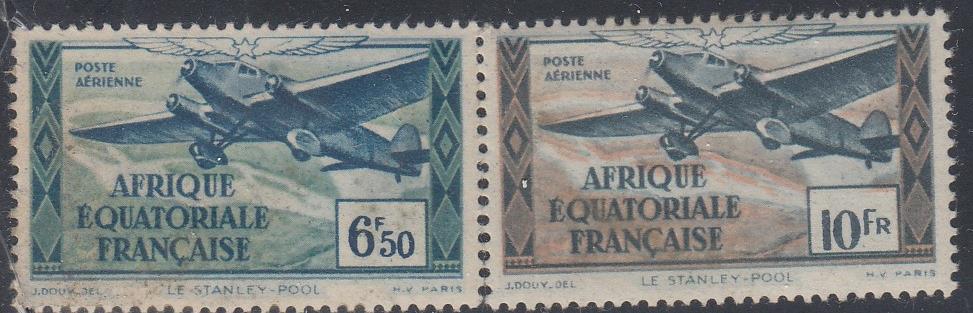 POSTE
AÉRIENNE
AFRIQUE
ÉQUATORIALE
FRANÇAISE
6F50
J.DOUY.DEL
LE STANLEY-POOL
H.V. PARIS
POSTE
AÉRIENNE
AFRIQUE
ÉQUATORIALE
FRANÇAISE
10FR
J.DOUY.DEL
LE STANLEY-POOL
H.V. PARIS